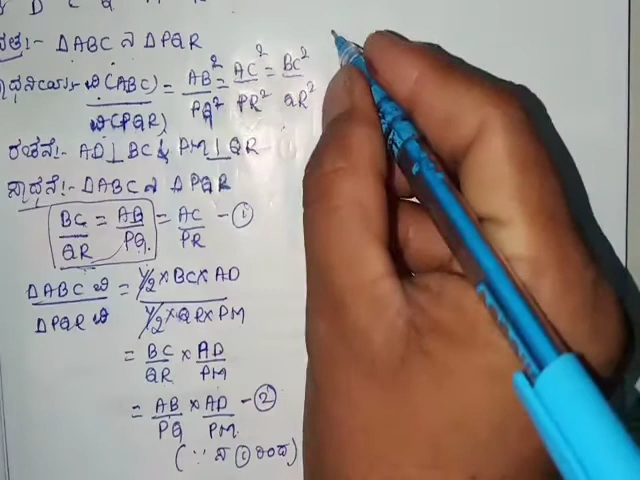 B D C Q M R
ದತ್ತ:- ΔABC ~ ΔPQR
ಸಾಧನೀಯ:- ವಿ(ABC) / ವಿ(PQR) = AB² / PQ² = AC² / PR² = BC² / QR²
ರಚನೆ:- AD⊥BC & PM⊥QR
ಸಾಧನೆ:- ΔABC ~ ΔPQR
BC / QR = AB / PQ = AC / PR – ①
ΔABC ವಿ / ΔPQR ವಿ = 1/2 × BC × AD / 1/2 × QR × PM
= BC / QR × AD / PM
= AB / PQ × AD / PM – ②
(∵ ಸ ① ರಿಂದ)